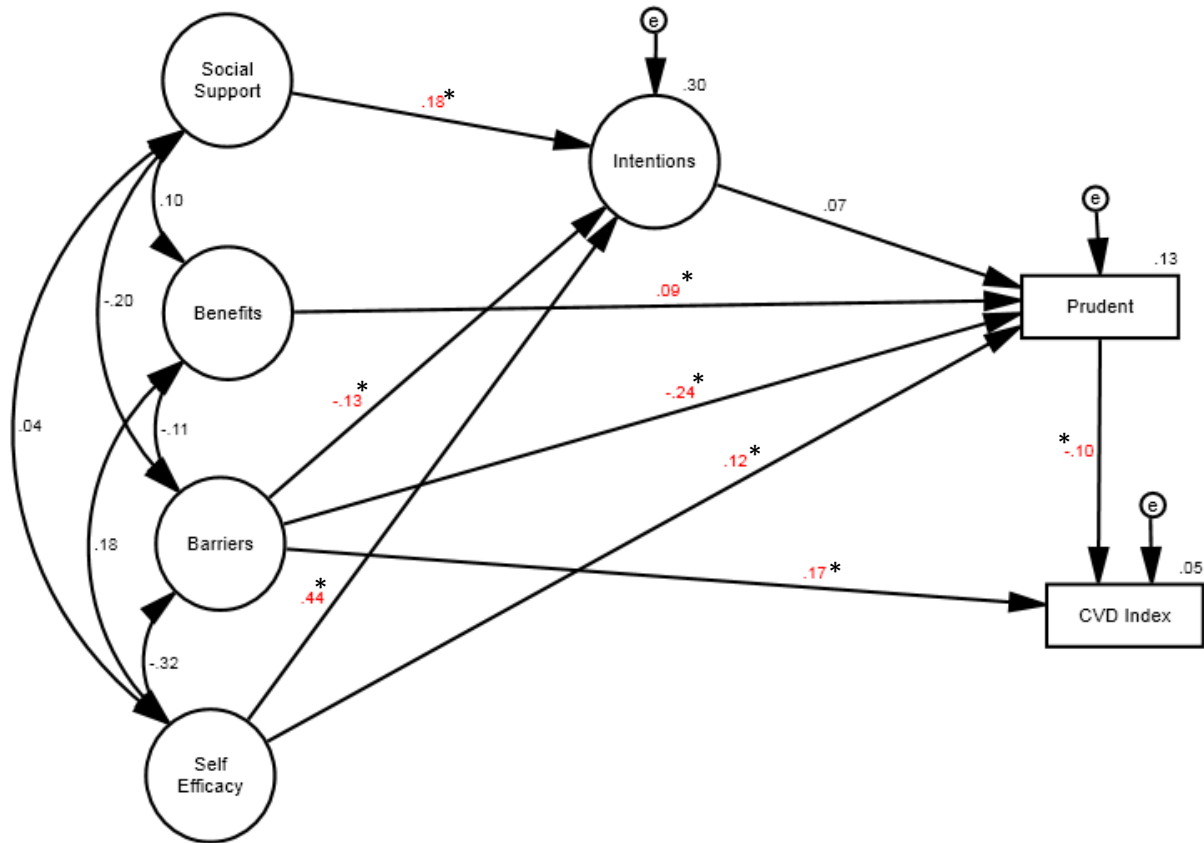 e
Social
Support
.18*
.30
Intentions
.10
.07
e
.13
Prudent
.09*
Benefits
-.20
-.13*
-.24*
.04
-.11
.12*
*-.10
e
.18
Barriers
.17*
.05
CVD Index
.44*
-.32
Self
Efficacy